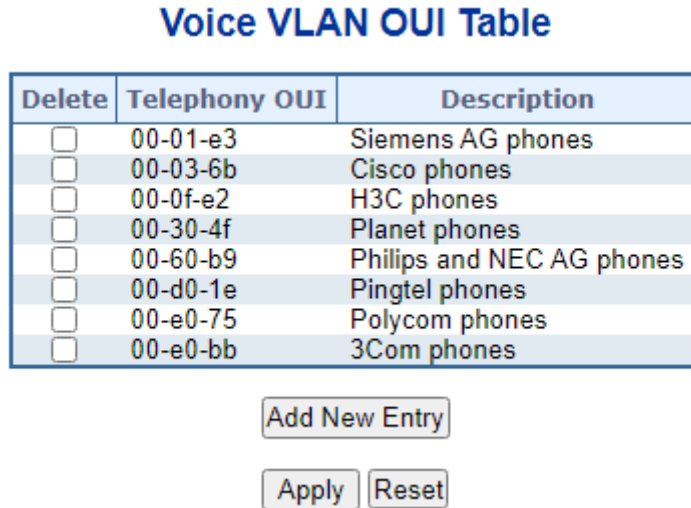 Voice VLAN OUI Table
Delete Telephony OUI Description
00-01-e3 Siemens AG phones
00-03-6b Cisco phones
00-0f-e2 H3C phones
00-30-4f Planet phones
00-60-b9 Philips and NEC AG phones
00-d0-1e Pingtel phones
00-e0-75 Polycom phones
00-e0-bb 3Com phones
Add New Entry
Apply Reset